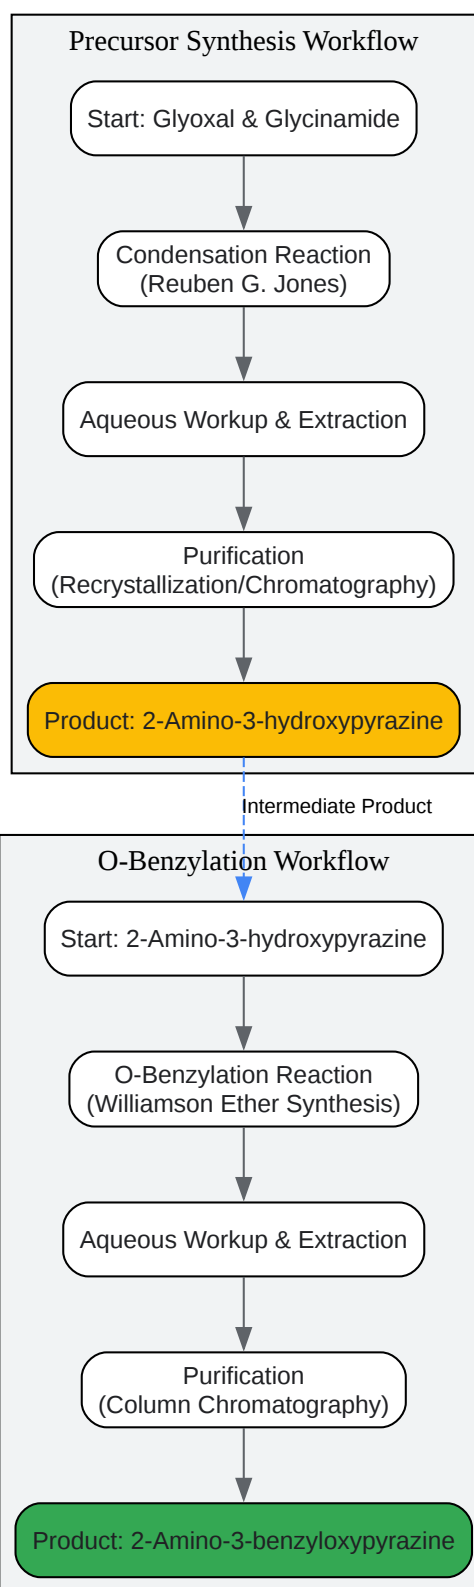 Precursor Synthesis Workflow
Start: Glyoxal & Glycinamide
Condensation Reaction
(Reuben G. Jones)
Aqueous Workup & Extraction
Purification
(Recrystallization/Chromatography)
Product: 2-Amino-3-hydroxypyrazine
Intermediate Product
O-Benzylation Workflow
Start: 2-Amino-3-hydroxypyrazine
O-Benzylation Reaction
(Williamson Ether Synthesis)
Aqueous Workup & Extraction
Purification
(Column Chromatography)
Product: 2-Amino-3-benzyloxypyrazine